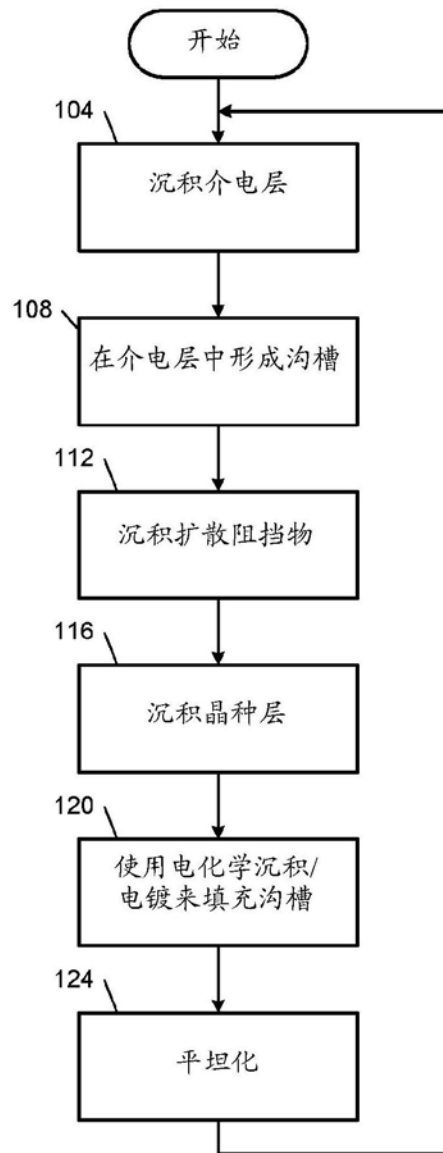 开始
104
沉积介电层
108
在介电层中形成沟槽
112
沉积扩散阻挡物
116
沉积晶种层
120
使用电化学沉积/
电镀来填充沟槽
124
平坦化